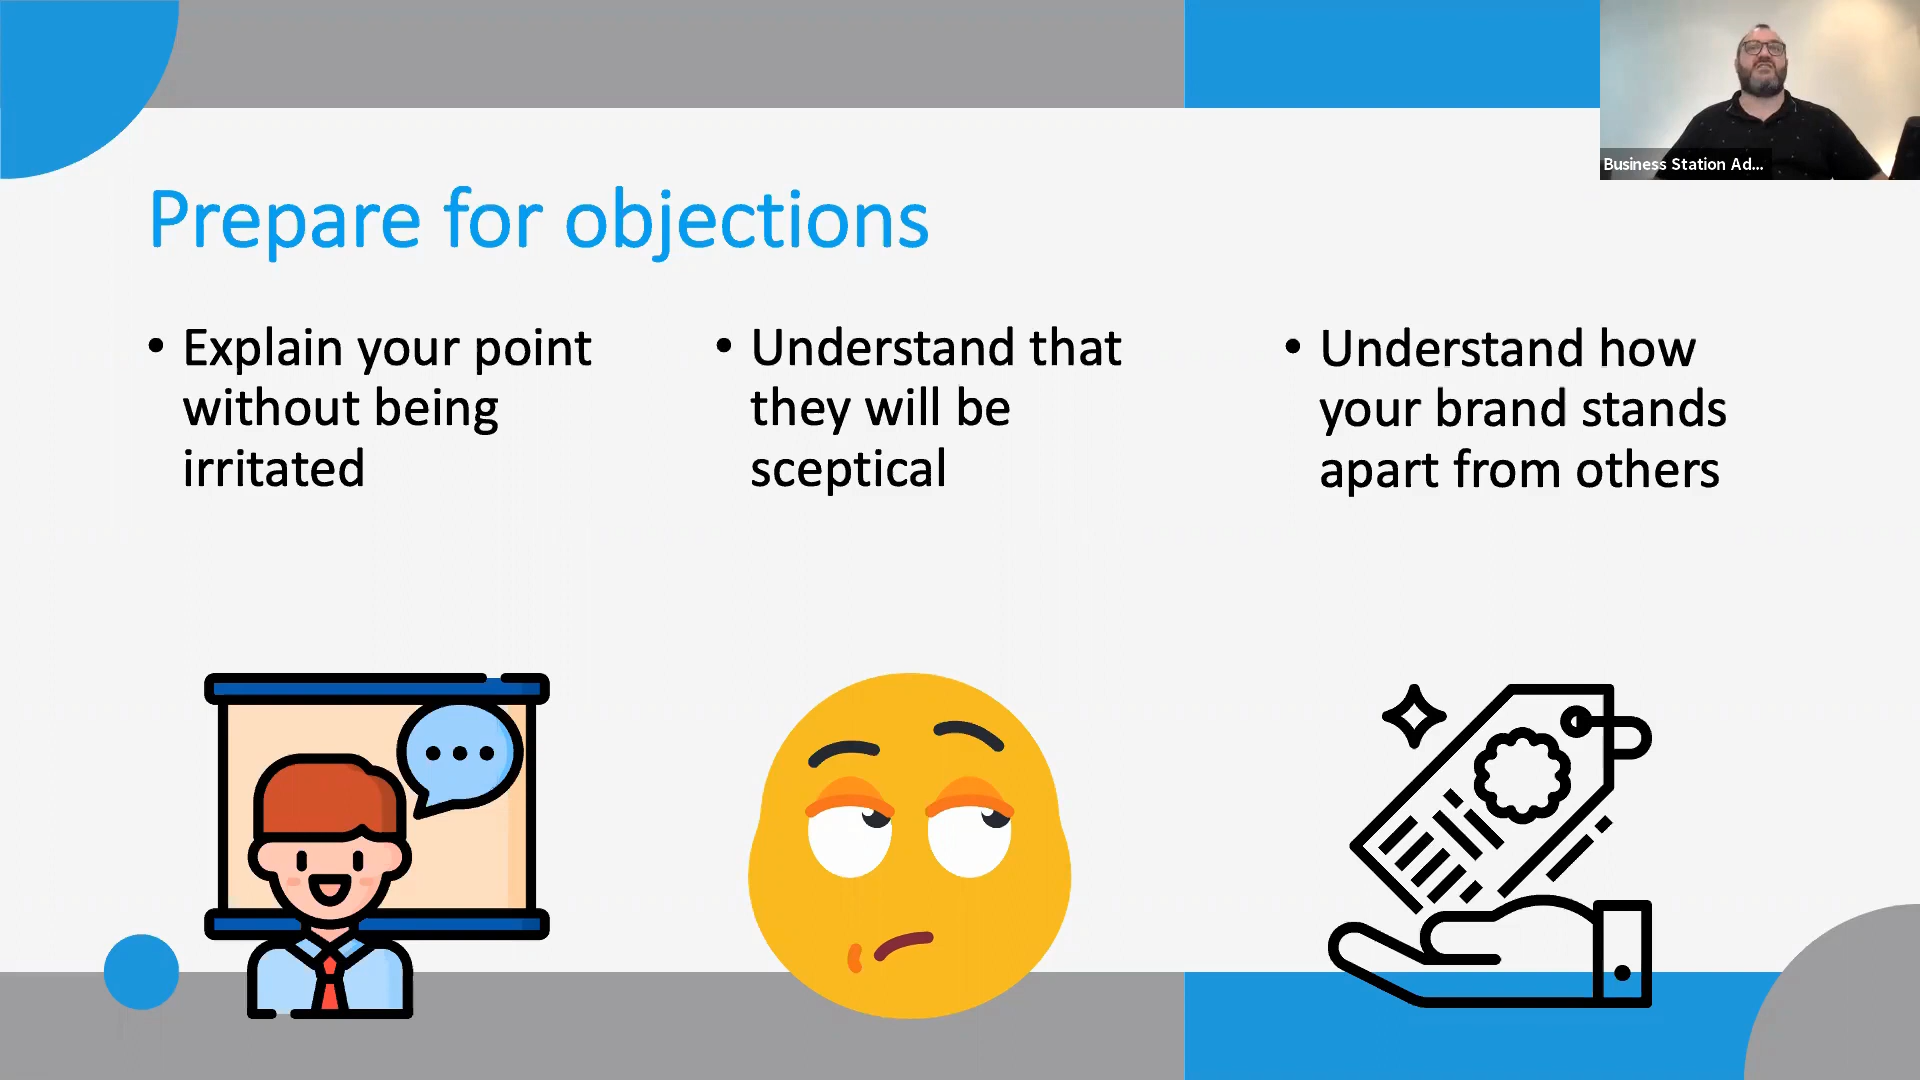 Business Station Ad...
Prepare for objections
• Explain your point
without being
irritated
• Understand that
they will be
sceptical
• Understand how
your brand stands
apart from others